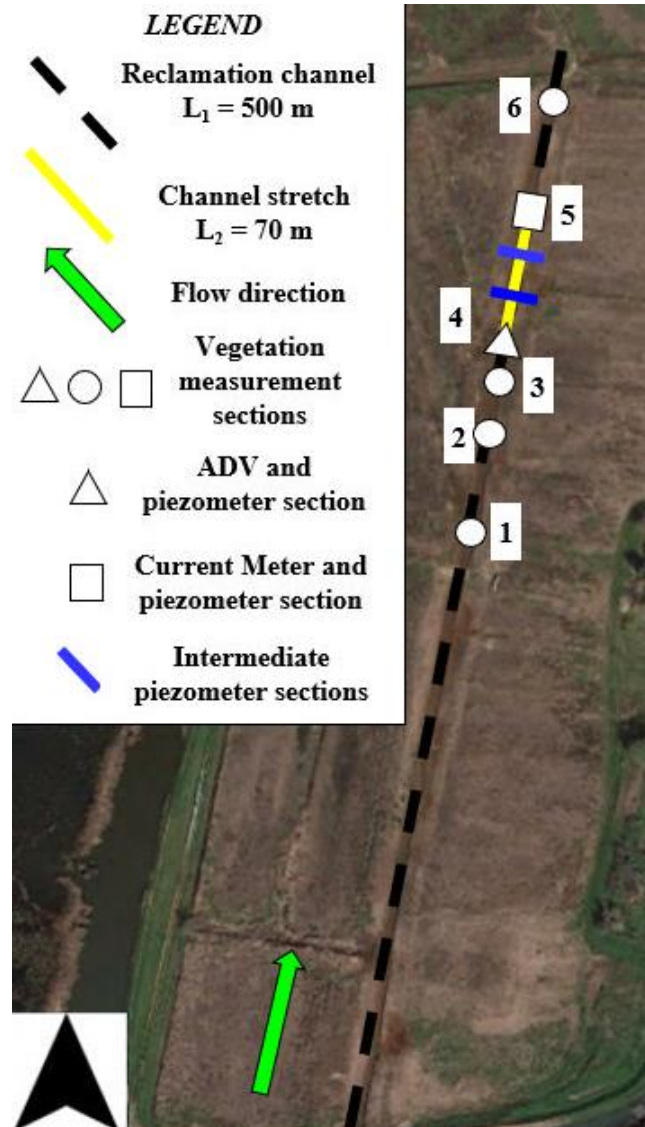 LEGEND
Reclamation channel
L₁ = 500 m
Channel stretch
L₂ = 70 m
Flow direction
Vegetation
measurement
sections
ADV and
piezometer section
Current Meter and
piezometer section
Intermediate
piezometer sections
6
5
4
3
2
1